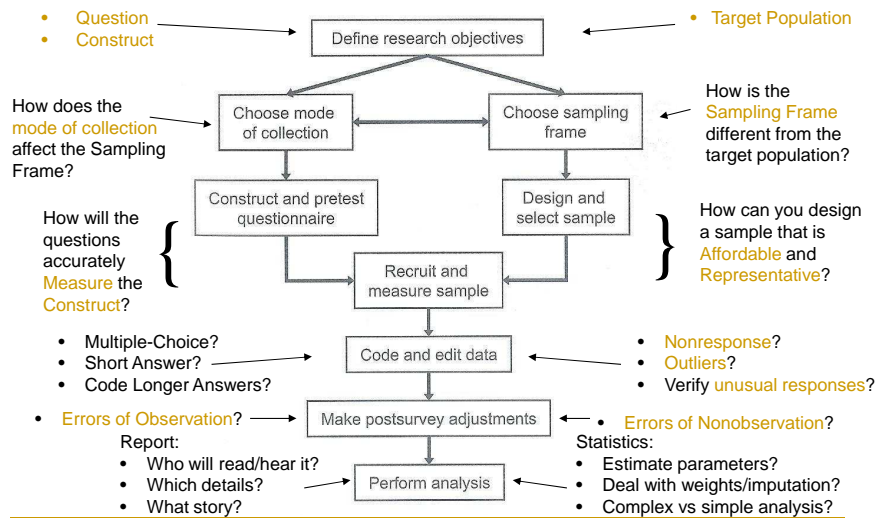 • Question
• Construct
Define research objectives
• Target Population
How does the
mode of collection
affect the Sampling
Frame?
Choose mode
of collection
Choose sampling
frame
How is the
Sampling Frame
different from the
target population?
Construct and pretest
questionnaire
Design and
select sample
How will the
questions
accurately
Measure the
Construct?
{
}
How can you design
a sample that is
Affordable and
Representative?
Recruit and
measure sample
• Multiple-Choice?
• Short Answer?
• Code Longer Answers?
Code and edit data
• Nonresponse?
• Outliers?
• Verify unusual responses?
• Errors of Observation?
Make postsurvey adjustments
• Errors of Nonobservation?
Report:
• Who will read/hear it?
• Which details?
• What story?
Perform analysis
Statistics:
• Estimate parameters?
• Deal with weights/imputation?
• Complex vs simple analysis?